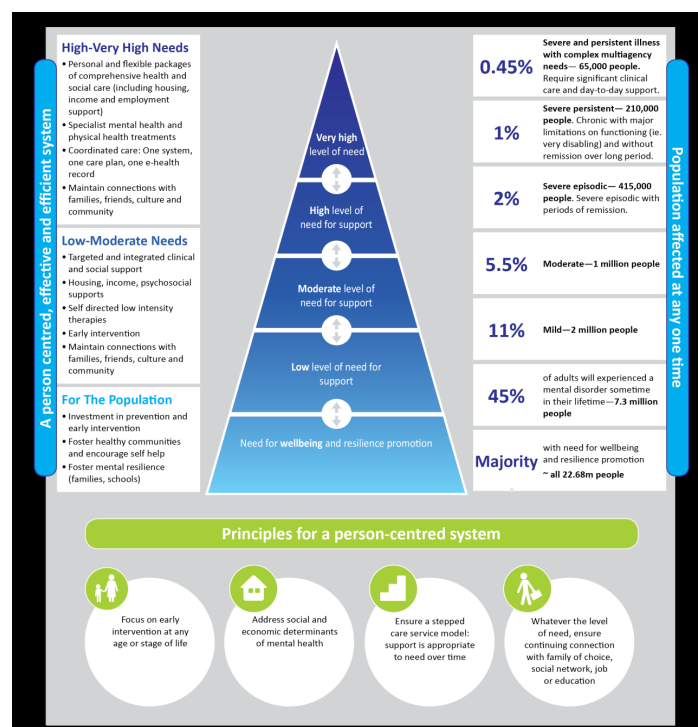 A person centred, effective and efficient system
High-Very High Needs
• Personal and flexible packages
of comprehensive health and
social care (including housing,
income and employment
support)
• Specialist mental health and
physical health treatments
• Coordinated care: One system,
one care plan, one e-health
record
• Maintain connections with
families, friends, culture and
community
Low-Moderate Needs
• Targeted and integrated clinical
and social support
• Housing, income, psychosocial
supports
• Self directed low intensity
therapies
• Early intervention
• Maintain connections with
families, friends, culture and
community
For The Population
• Investment in prevention and
early intervention
• Foster healthy communities
and encourage self help
• Foster mental resilience
(families, schools)
Very high
level of need
High level of
need for support
Moderate level of
need for support
Low level of need for
support
Need for wellbeing and resilience promotion
0.45%
Severe and persistent illness
with complex multiagency
needs— 65,000 people.
Require significant clinical
care and day-to-day support.
1%
Severe persistent— 210,000
people. Chronic with major
limitations on functioning (ie.
very disabling) and without
remission over long period.
2%
Severe episodic— 415,000
people. Severe episodic with
periods of remission.
5.5%
Moderate—1 million people
11%
Mild—2 million people
45%
of adults will experienced a
mental disorder sometime
in their lifetime—7.3 million
people
Majority
with need for wellbeing
and resilience promotion
~ all 22.68m people
Population affected at any one time
Principles for a person-centred system
Focus on early
intervention at any
age or stage of life
Address social and
economic determinants
of mental health
Ensure a stepped
care service model:
support is appropriate
to need over time
Whatever the level
of need, ensure
continuing connection
with family of choice,
social network, job
or education